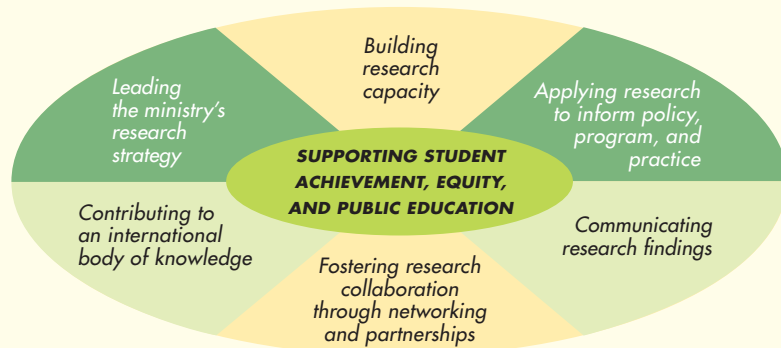 Building
research
capacity
Leading
the ministry's
research
strategy
Applying research
to inform policy,
program, and
practice
SUPPORTING STUDENT
ACHIEVEMENT, EQUITY,
AND PUBLIC EDUCATION
Contributing to
an international
body of knowledge
Communicating
research findings
Fostering research
collaboration
through networking
and partnerships